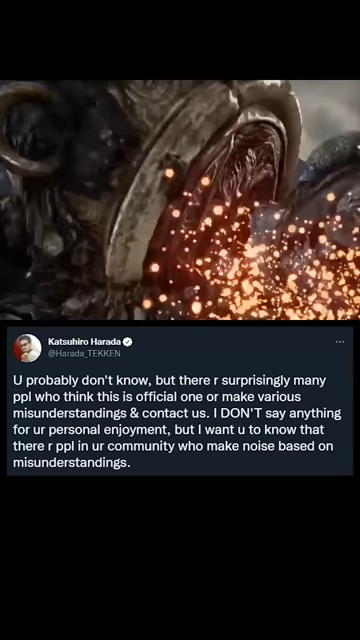 Katsuhiro Harada
@Harada_TEKKEN
U probably don't know, but there r surprisingly many
ppl who think this is official one or make various
misunderstandings & contact us. I DON'T say anything
for ur personal enjoyment, but I want u to know that
there r ppl in ur community who make noise based on
misunderstandings.